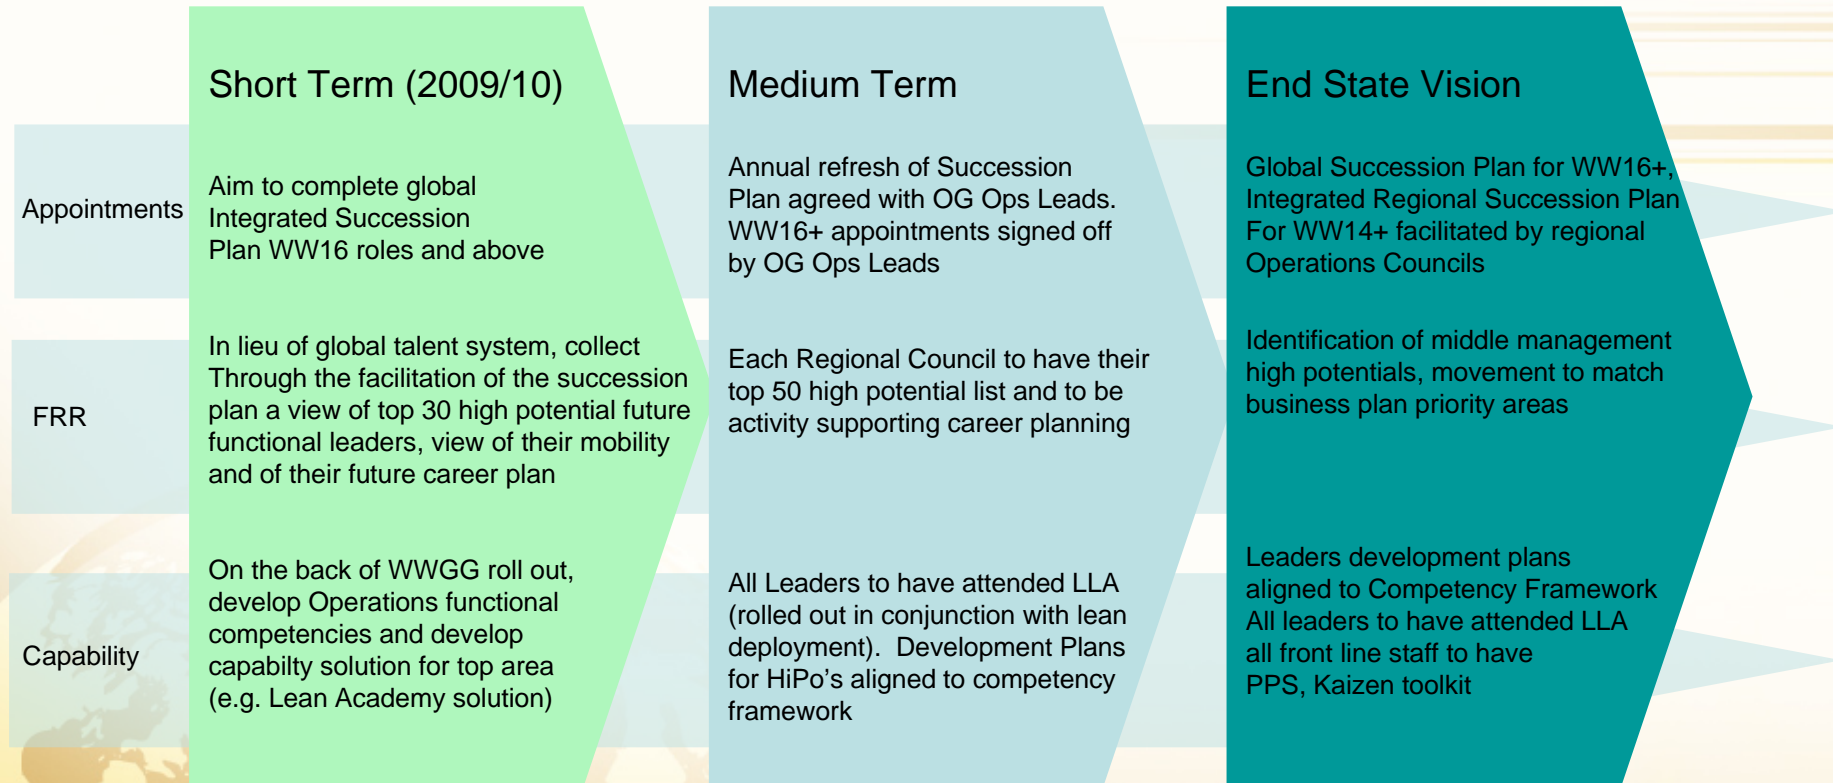 Short Term (2009/10)
Medium Term
End State Vision
Appointments
Aim to complete global
Integrated Succession
Plan WW16 roles and above
Annual refresh of Succession
Plan agreed with OG Ops Leads.
WW16+ appointments signed off
by OG Ops Leads
Global Succession Plan for WW16+,
Integrated Regional Succession Plan
For WW14+ facilitated by regional
Operations Councils
FRR
In lieu of global talent system, collect
Through the facilitation of the succession
plan a view of top 30 high potential future
functional leaders, view of their mobility
and of their future career plan
Each Regional Council to have their
top 50 high potential list and to be
activity supporting career planning
Identification of middle management
high potentials, movement to match
business plan priority areas
Capability
On the back of WWGG roll out,
develop Operations functional
competencies and develop
capabilty solution for top area
(e.g. Lean Academy solution)
All Leaders to have attended LLA
(rolled out in conjunction with lean
deployment).  Development Plans
for HiPo’s aligned to competency
framework
Leaders development plans
aligned to Competency Framework
All leaders to have attended LLA
all front line staff to have
PPS, Kaizen toolkit